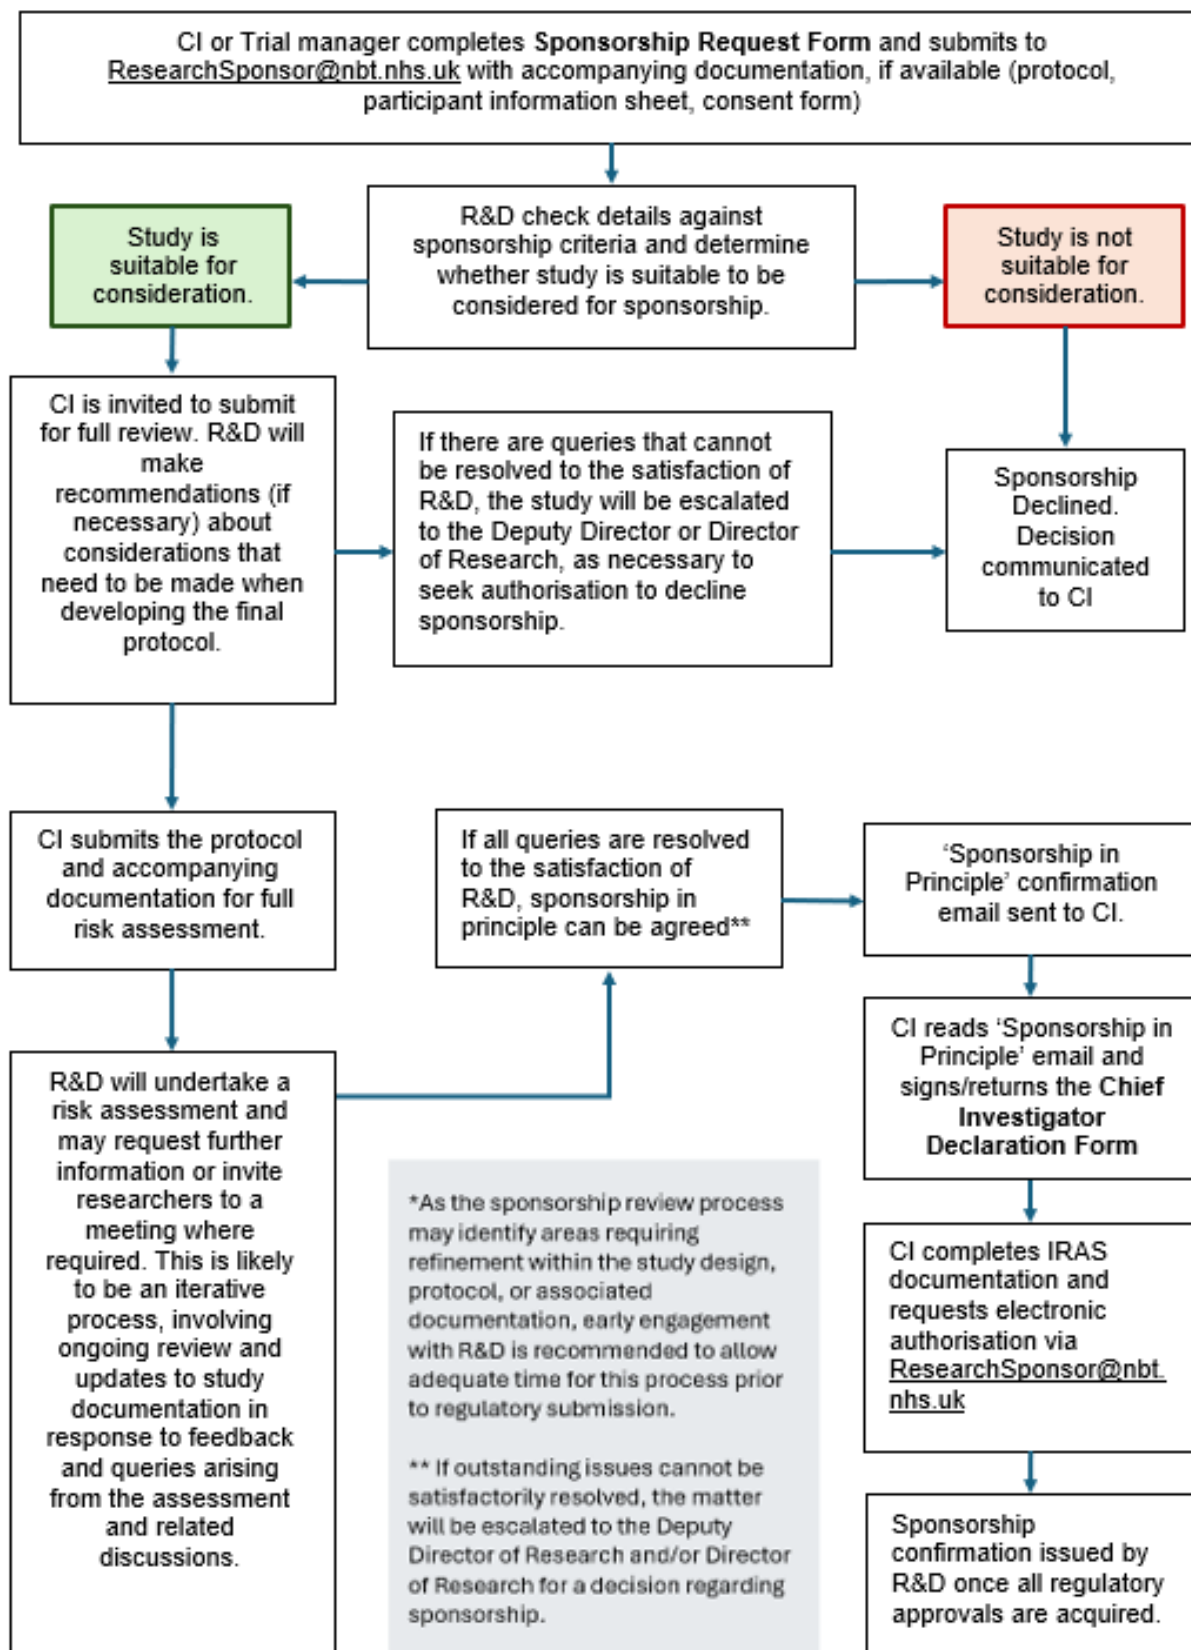 CI or Trial manager completes Sponsorship Request Form and submits to
ResearchSponsor@nbt.nhs.uk with accompanying documentation, if available (protocol,
participant information sheet, consent form)
R&D check details against
sponsorship criteria and determine
whether study is suitable to be
considered for sponsorship.
Study is
suitable for
consideration.
Study is not
suitable for
consideration.
CI is invited to submit
for full review. R&D will
make
recommendations (if
necessary) about
considerations that
need to be made when
developing the final
protocol.
If there are queries that cannot
be resolved to the satisfaction of
R&D, the study will be escalated
to the Deputy Director or Director
of Research, as necessary to
seek authorisation to decline
sponsorship.
Sponsorship
Declined.
Decision
communicated
to CI
CI submits the protocol
and accompanying
documentation for full
risk assessment.
If all queries are resolved
to the satisfaction of
R&D, sponsorship in
principle can be agreed**
‘Sponsorship in
Principle’ confirmation
email sent to CI.
R&D will undertake a
risk assessment and
may request further
information or invite
researchers to a
meeting where
required. This is likely
to be an iterative
process, involving
ongoing review and
updates to study
documentation in
response to feedback
and queries arising
from the assessment
and related
discussions.
CI reads ‘Sponsorship in
Principle’ email and
signs/returns the Chief
Investigator
Declaration Form
*As the sponsorship review process
may identify areas requiring
refinement within the study design,
protocol, or associated
documentation, early engagement
with R&D is recommended to allow
adequate time for this process prior
to regulatory submission.
** If outstanding issues cannot be
satisfactorily resolved, the matter
will be escalated to the Deputy
Director of Research and/or Director
of Research for a decision regarding
sponsorship.
CI completes IRAS
documentation and
requests electronic
authorisation via
ResearchSponsor@nbt.
nhs.uk
Sponsorship
confirmation issued by
R&D once all regulatory
approvals are acquired.